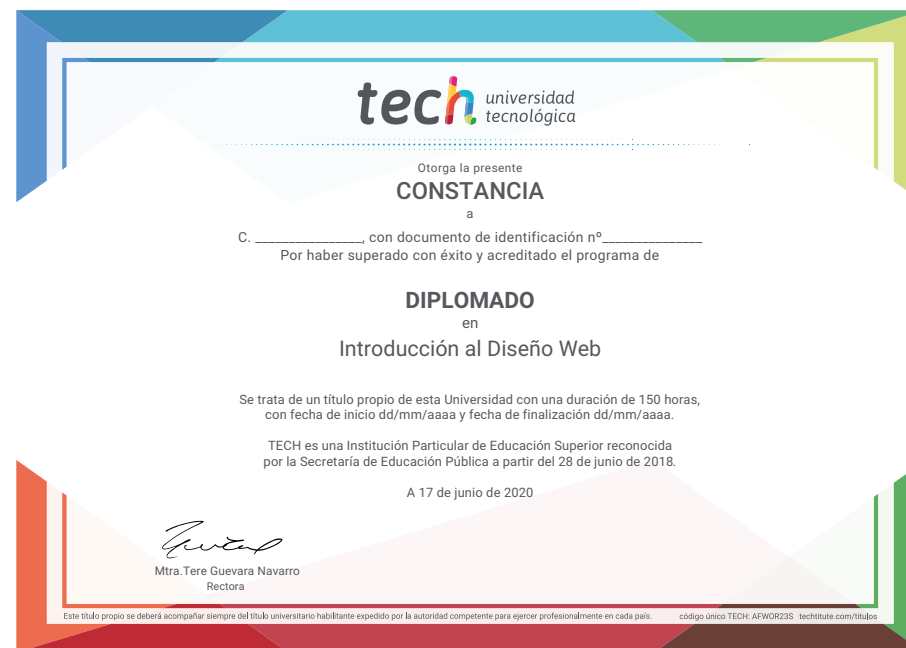 tech universidad
tecnológica
Otorga la presente
CONSTANCIA
a
C. ________________, con documento de identificación nº_______________
Por haber superado con éxito y acreditado el programa de
DIPLOMADO
en
Introducción al Diseño Web
Se trata de un título propio de esta Universidad con una duración de 150 horas,
con fecha de inicio dd/mm/aaaa y fecha de finalización dd/mm/aaaa.
TECH es una Institución Particular de Educación Superior reconocida
por la Secretaría de Educación Pública a partir del 28 de junio de 2018.
A 17 de junio de 2020
Mtra.Tere Guevara Navarro
Rectora
Este título propio se deberá acompañar siempre del título universitario habilitante expedido por la autoridad competente para ejercer profesionalmente en cada país. código único TECH: AFWOR23S techtitute.com/titulos